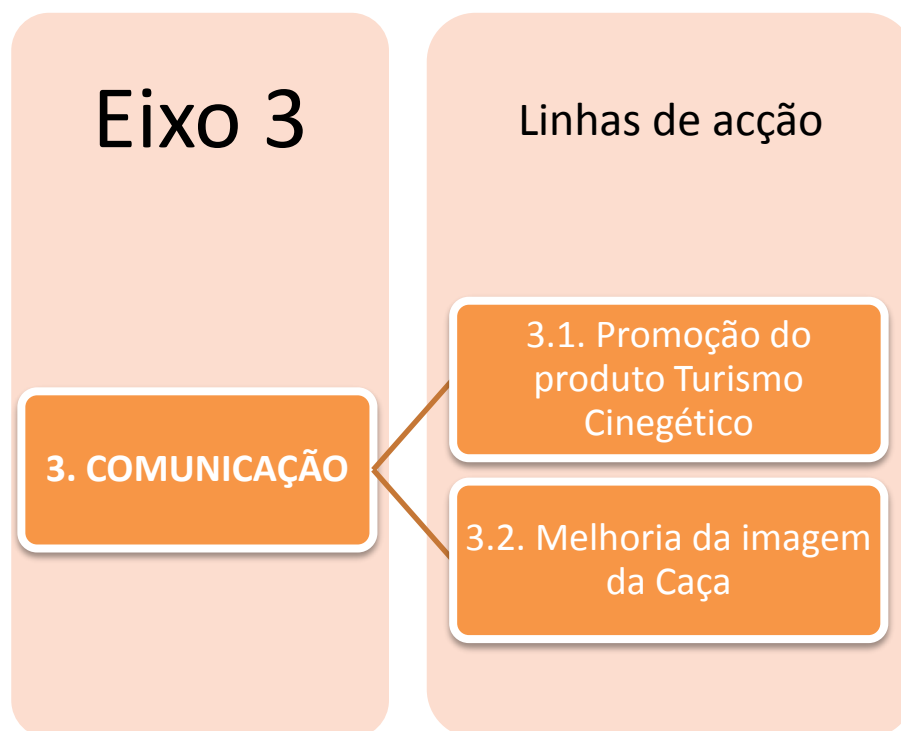 Eixo 3
Linhas de acção
3. COMUNICAÇÃO
3.1. Promoção do
produto Turismo
Cinegético
3.2. Melhoria da imagem
da Caça